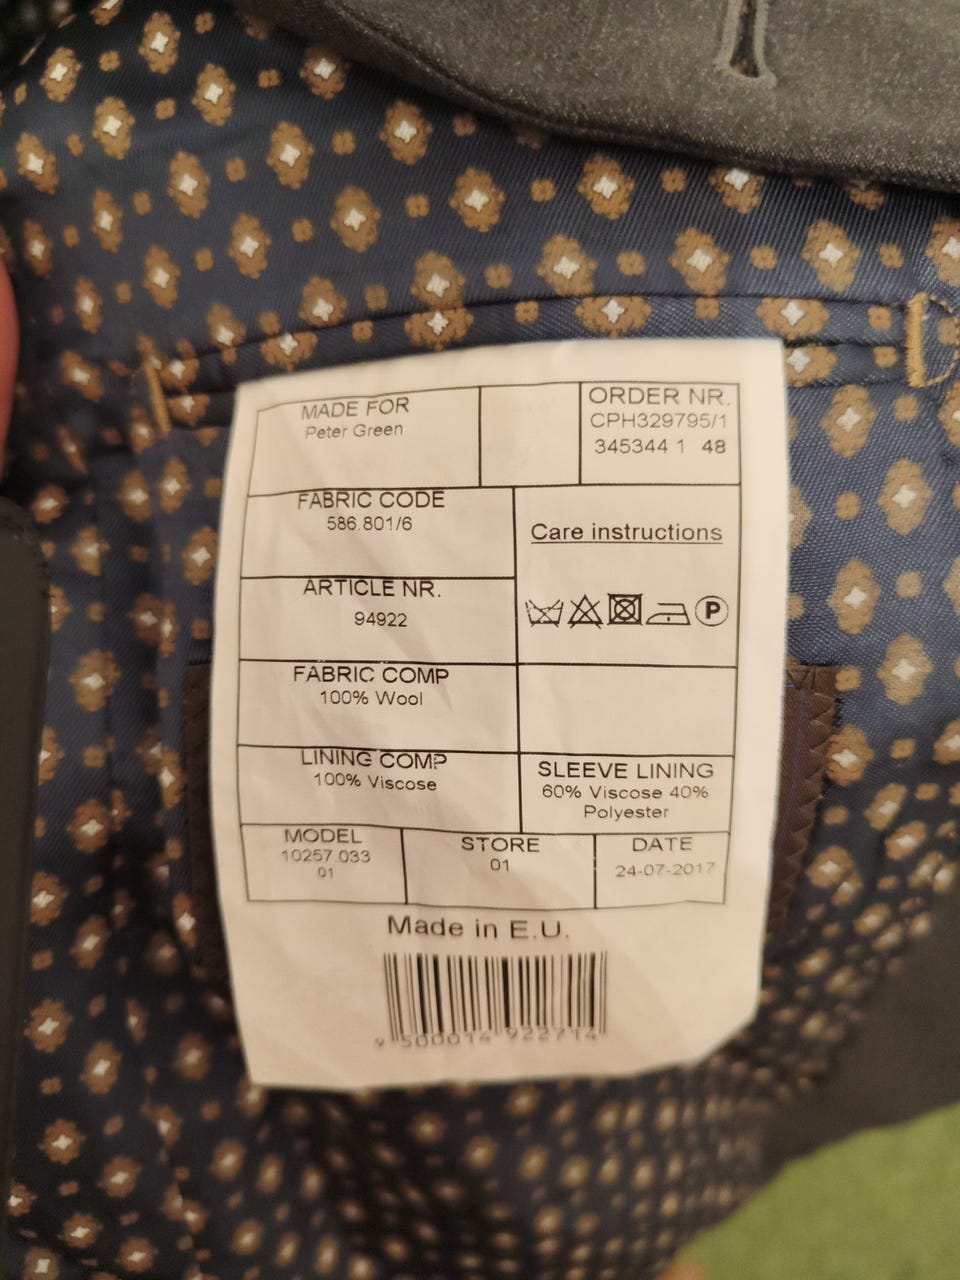 MADE FOR
Peter Green
ORDER NR.
CPH329795/1
345344 1 48
FABRIC CODE
586.801/6
Care instructions
ARTICLE NR.
94922
P
FABRIC COMP
100% Wool
LINING COMP
100% Viscose
SLEEVE LINING
60% Viscose 40%
Polyester
MODEL
10257 033
01
STORE
01
DATE
24-07-2017
Made in E.U.
9 500014 922714